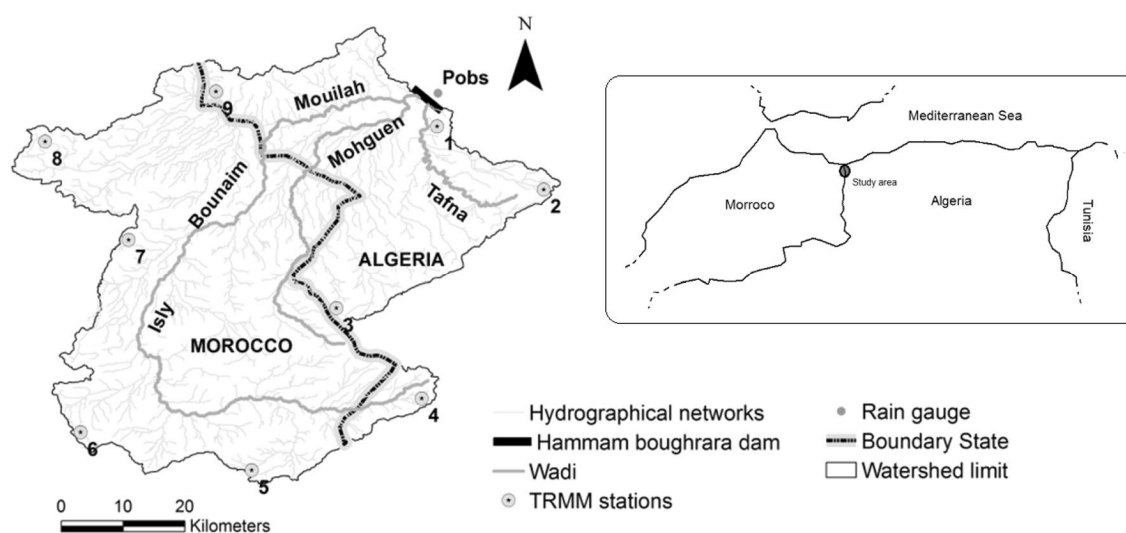 N
Pobs
Mouilah
9
1
8
Mohguen
Bounaim
Tafna
2
7
ALGERIA
Isly
3
MOROCCO
4
6
5
0 10 20
Kilometers
Mediterranean Sea
Study area
Morroco
Algeria
Tunisia
Hydrographical networks
Hammam boughrara dam
Wadi
TRMM stations
Rain gauge
Boundary State
Watershed limit